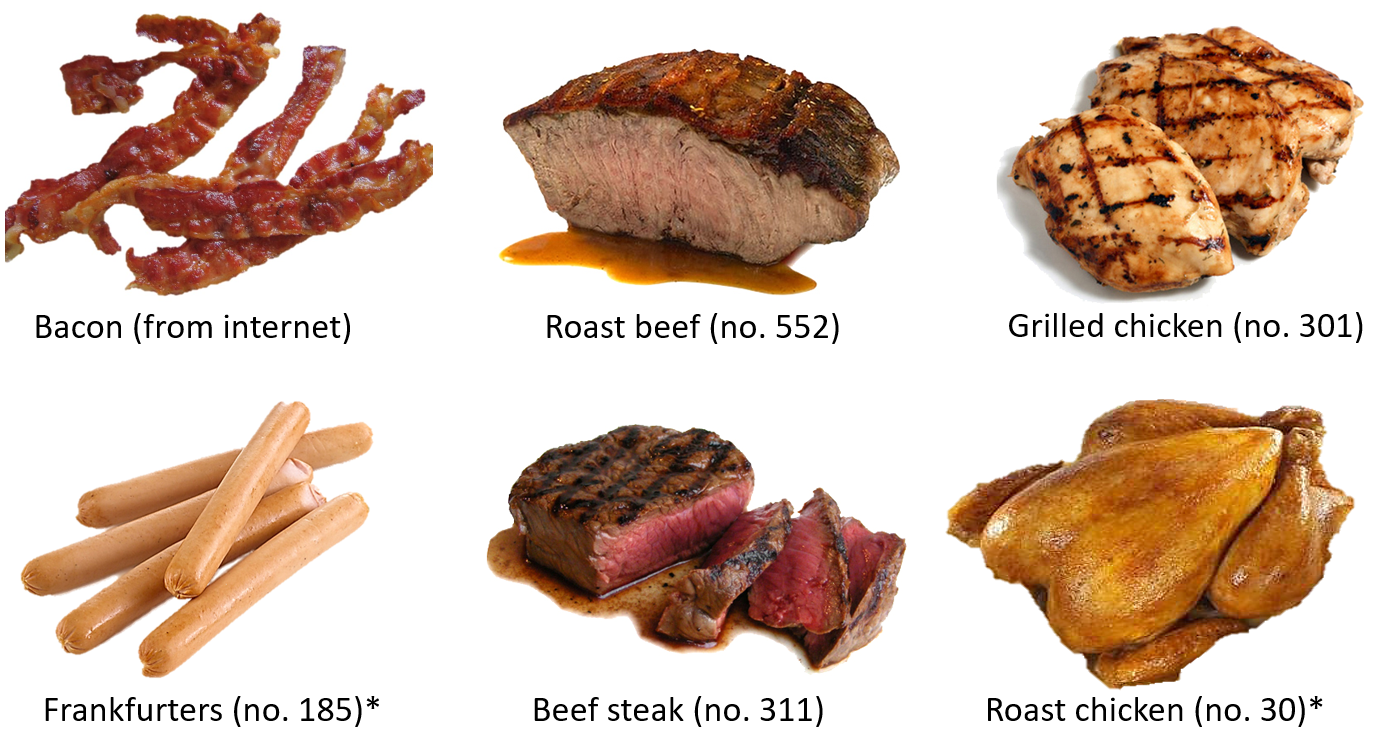 Bacon (from internet)
Roast beef (no. 552)
Grilled chicken (no. 301)
Frankfurters (no. 185)*
Beef steak (no. 311)
Roast chicken (no. 30)*